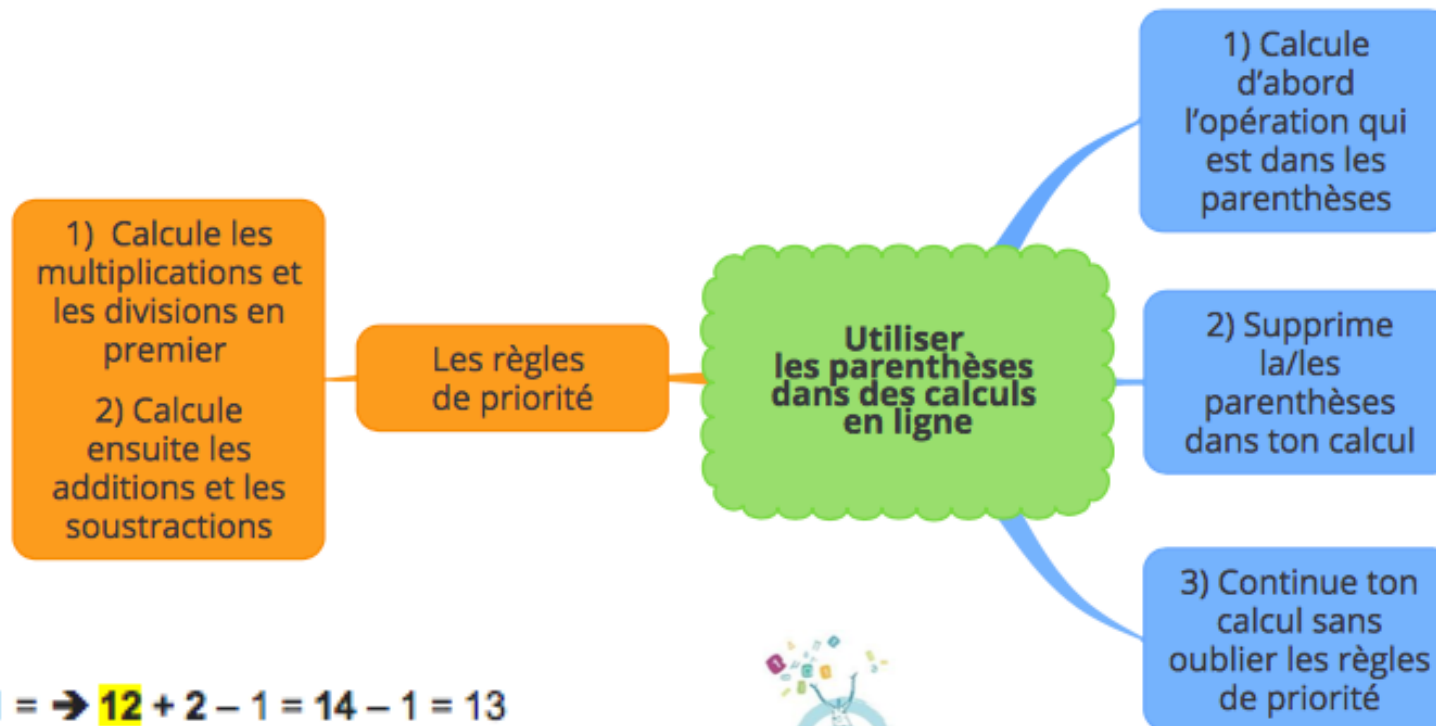 1) Calcule les
multiplications et
les divisions en
premier
2) Calcule
ensuite les
additions et les
soustractions
Les règles
de priorité
Utiliser
les parenthèses
dans des calculs
en ligne
1) Calcule
d'abord
l'opération qui
est dans les
parenthèses
2) Supprime
la/les
parenthèses
dans ton calcul
3) Continue ton
calcul sans
oublier les règles
de priorité
= ➔ 12 + 2 – 1 = 14 – 1 = 13